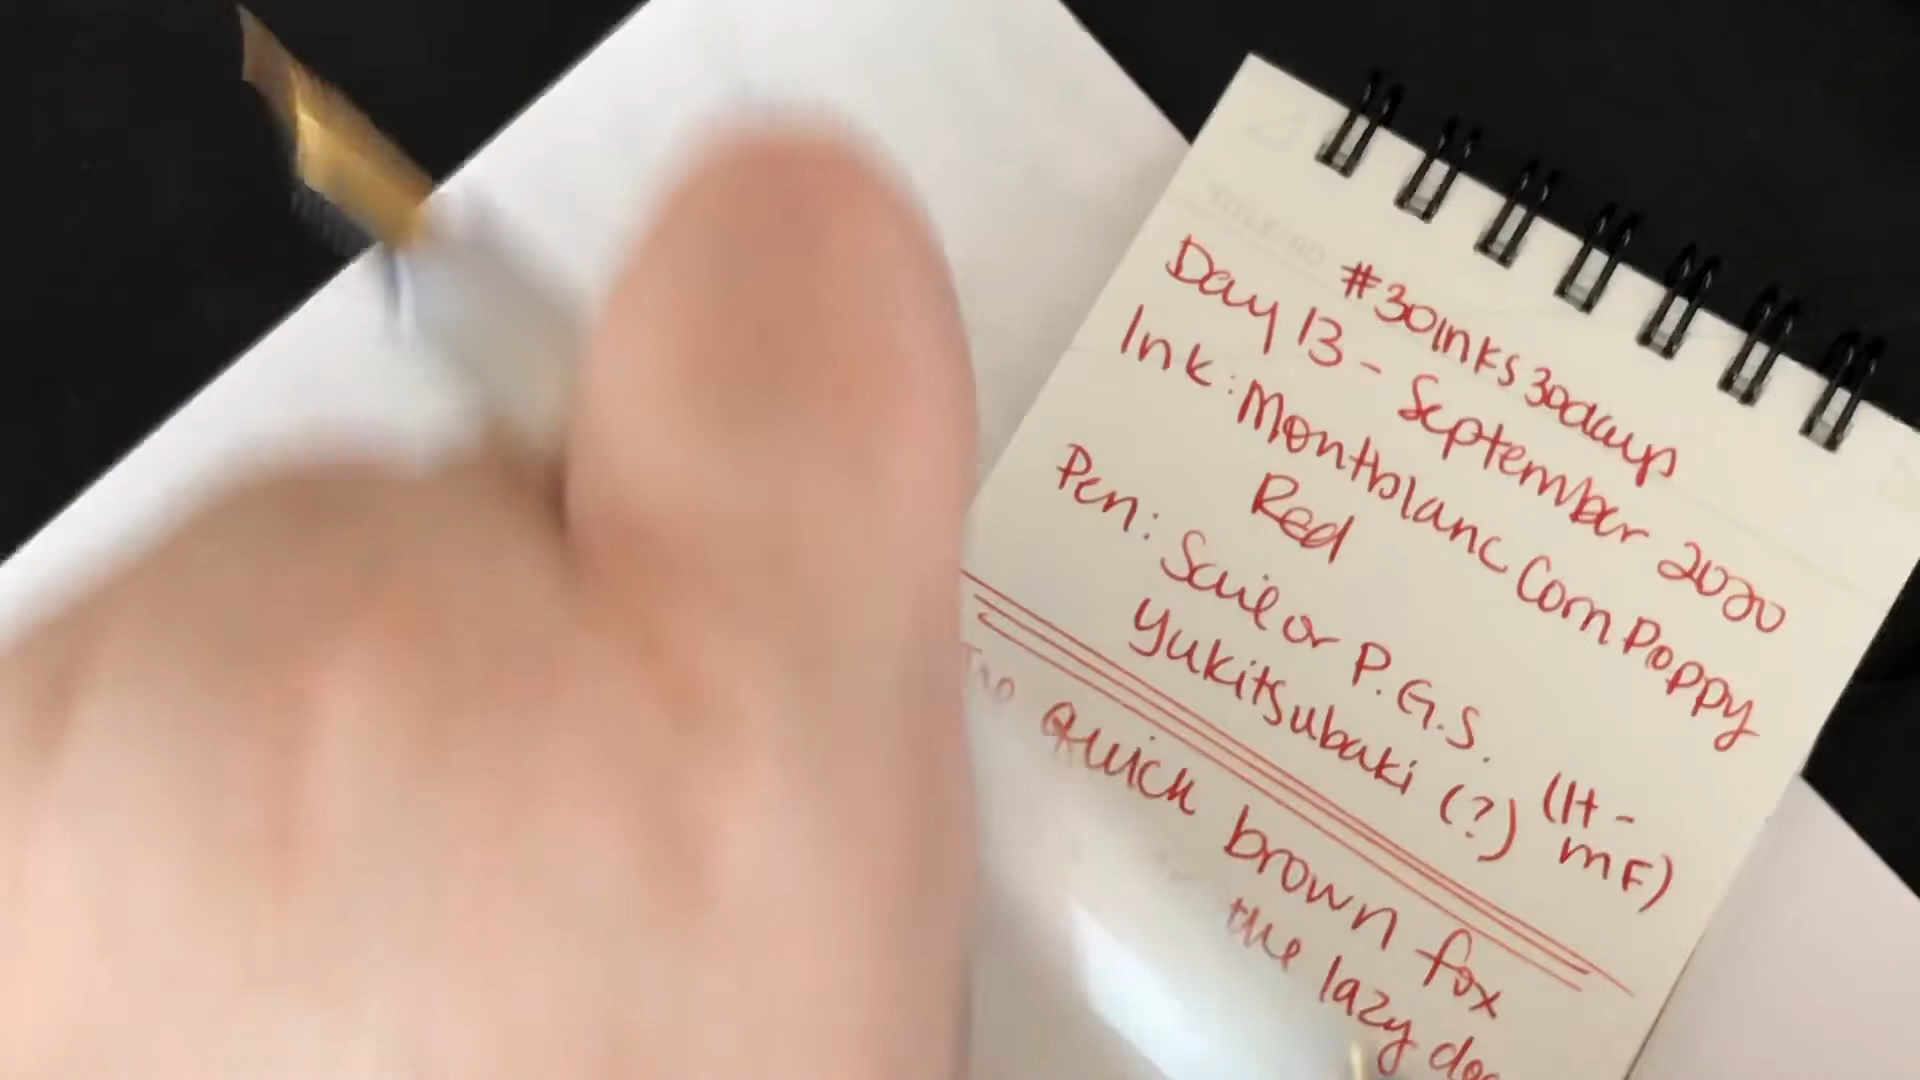 #30inks30days
Day 13 - September 2020
Ink: Montblanc Corn Poppy
Red
Pen: Sailor P.G.S.
Yukitsubaki (?) (H-
MF)
Quick brown fox
the lazy